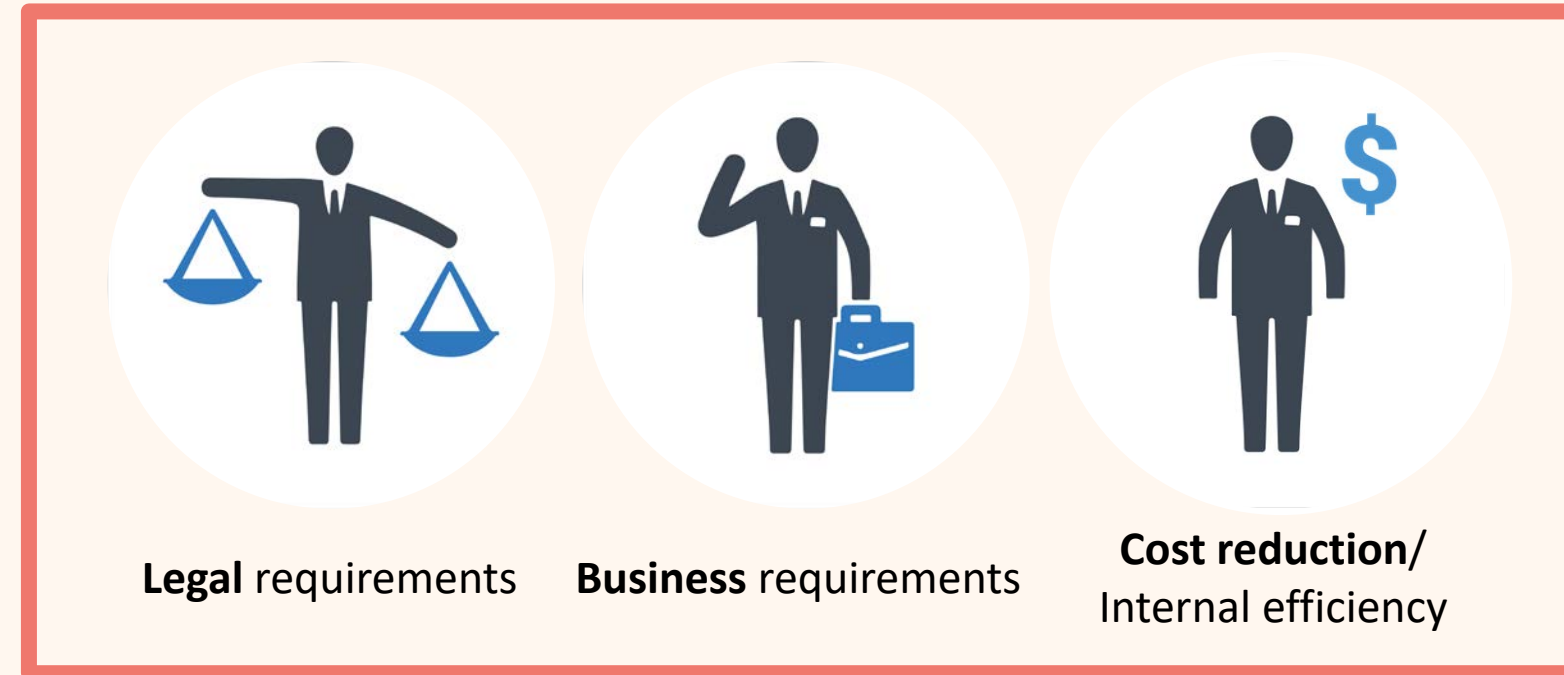 $
Legal requirements
Business requirements
Cost reduction/
Internal efficiency